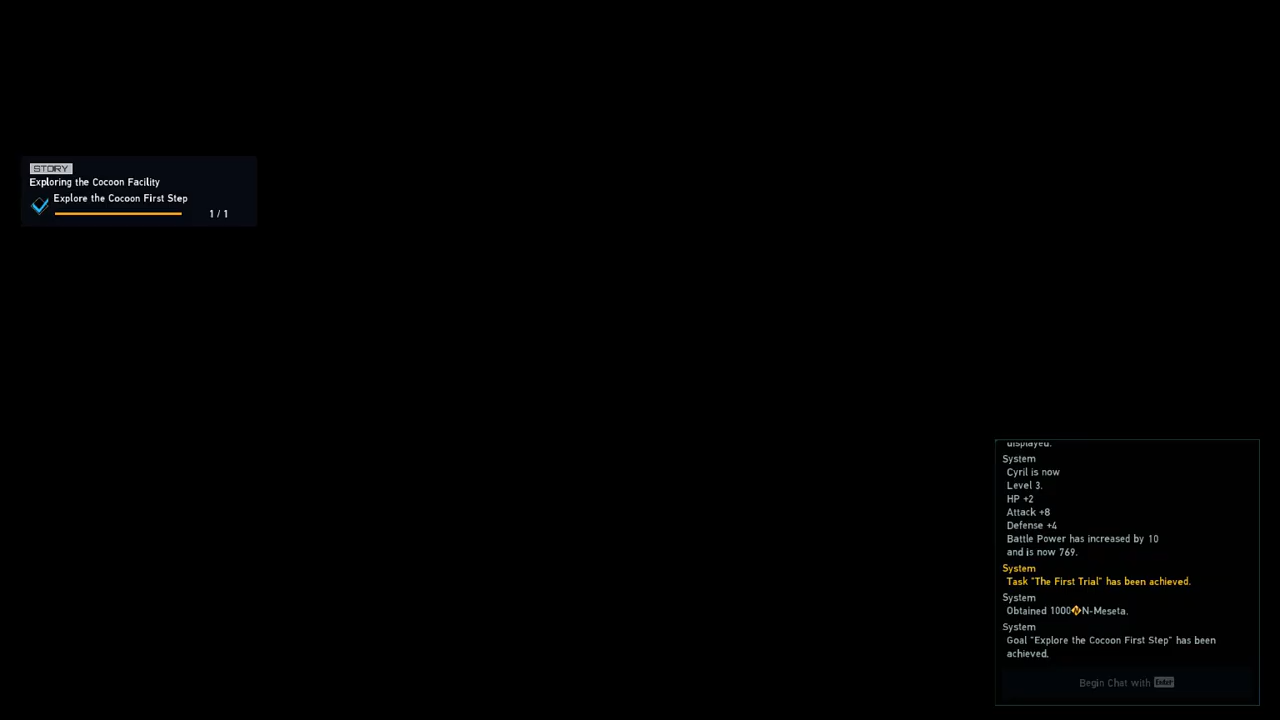 STORY
Exploring the Cocoon Facility
Explore the Cocoon First Step
1 / 1
displayed.
System
Cyril is now
Level 3.
HP +2
Attack +8
Defense +4
Battle Power has increased by 10
and is now 769.
System
Task "The First Trial" has been achieved.
System
Obtained 1000 N-Meseta.
System
Goal "Explore the Cocoon First Step" has been
achieved.
Begin Chat with Enter